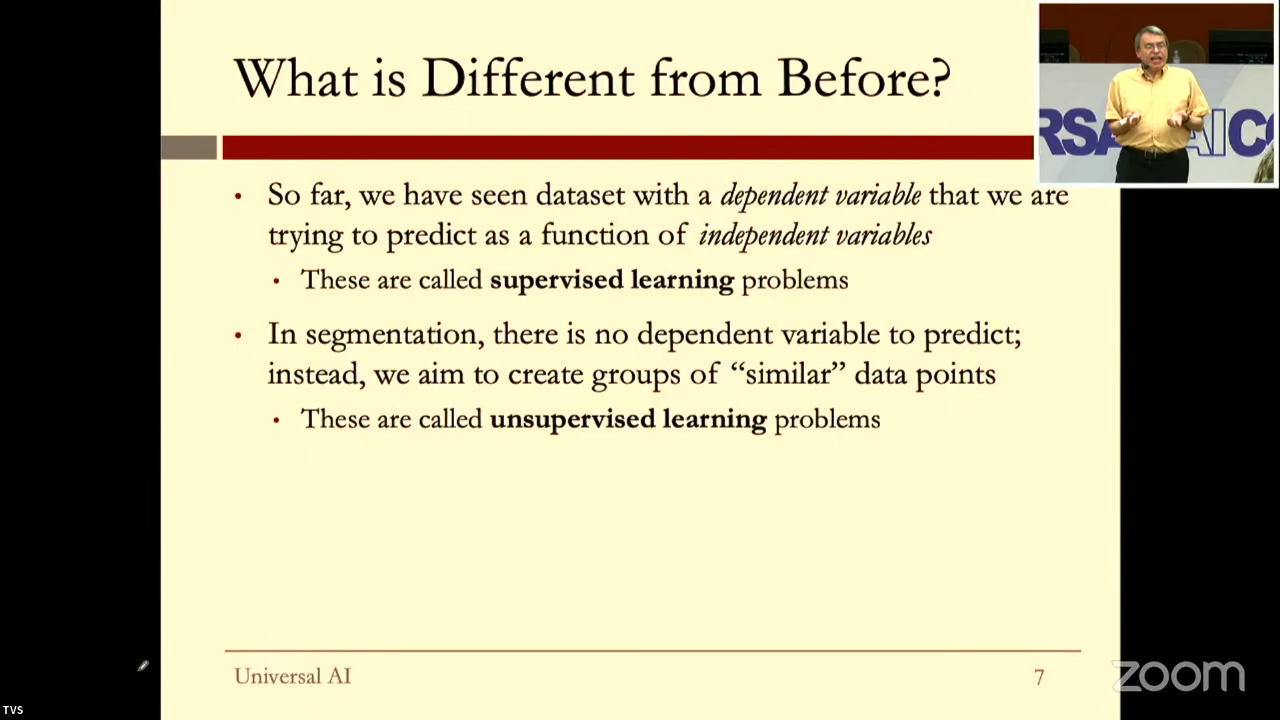 What is Different from Before?
• So far, we have seen dataset with a dependent variable that we are
trying to predict as a function of independent variables
• These are called supervised learning problems
• In segmentation, there is no dependent variable to predict;
instead, we aim to create groups of “similar” data points
• These are called unsupervised learning problems
Universal AI
7
RSA AI CO
zoom
TVS